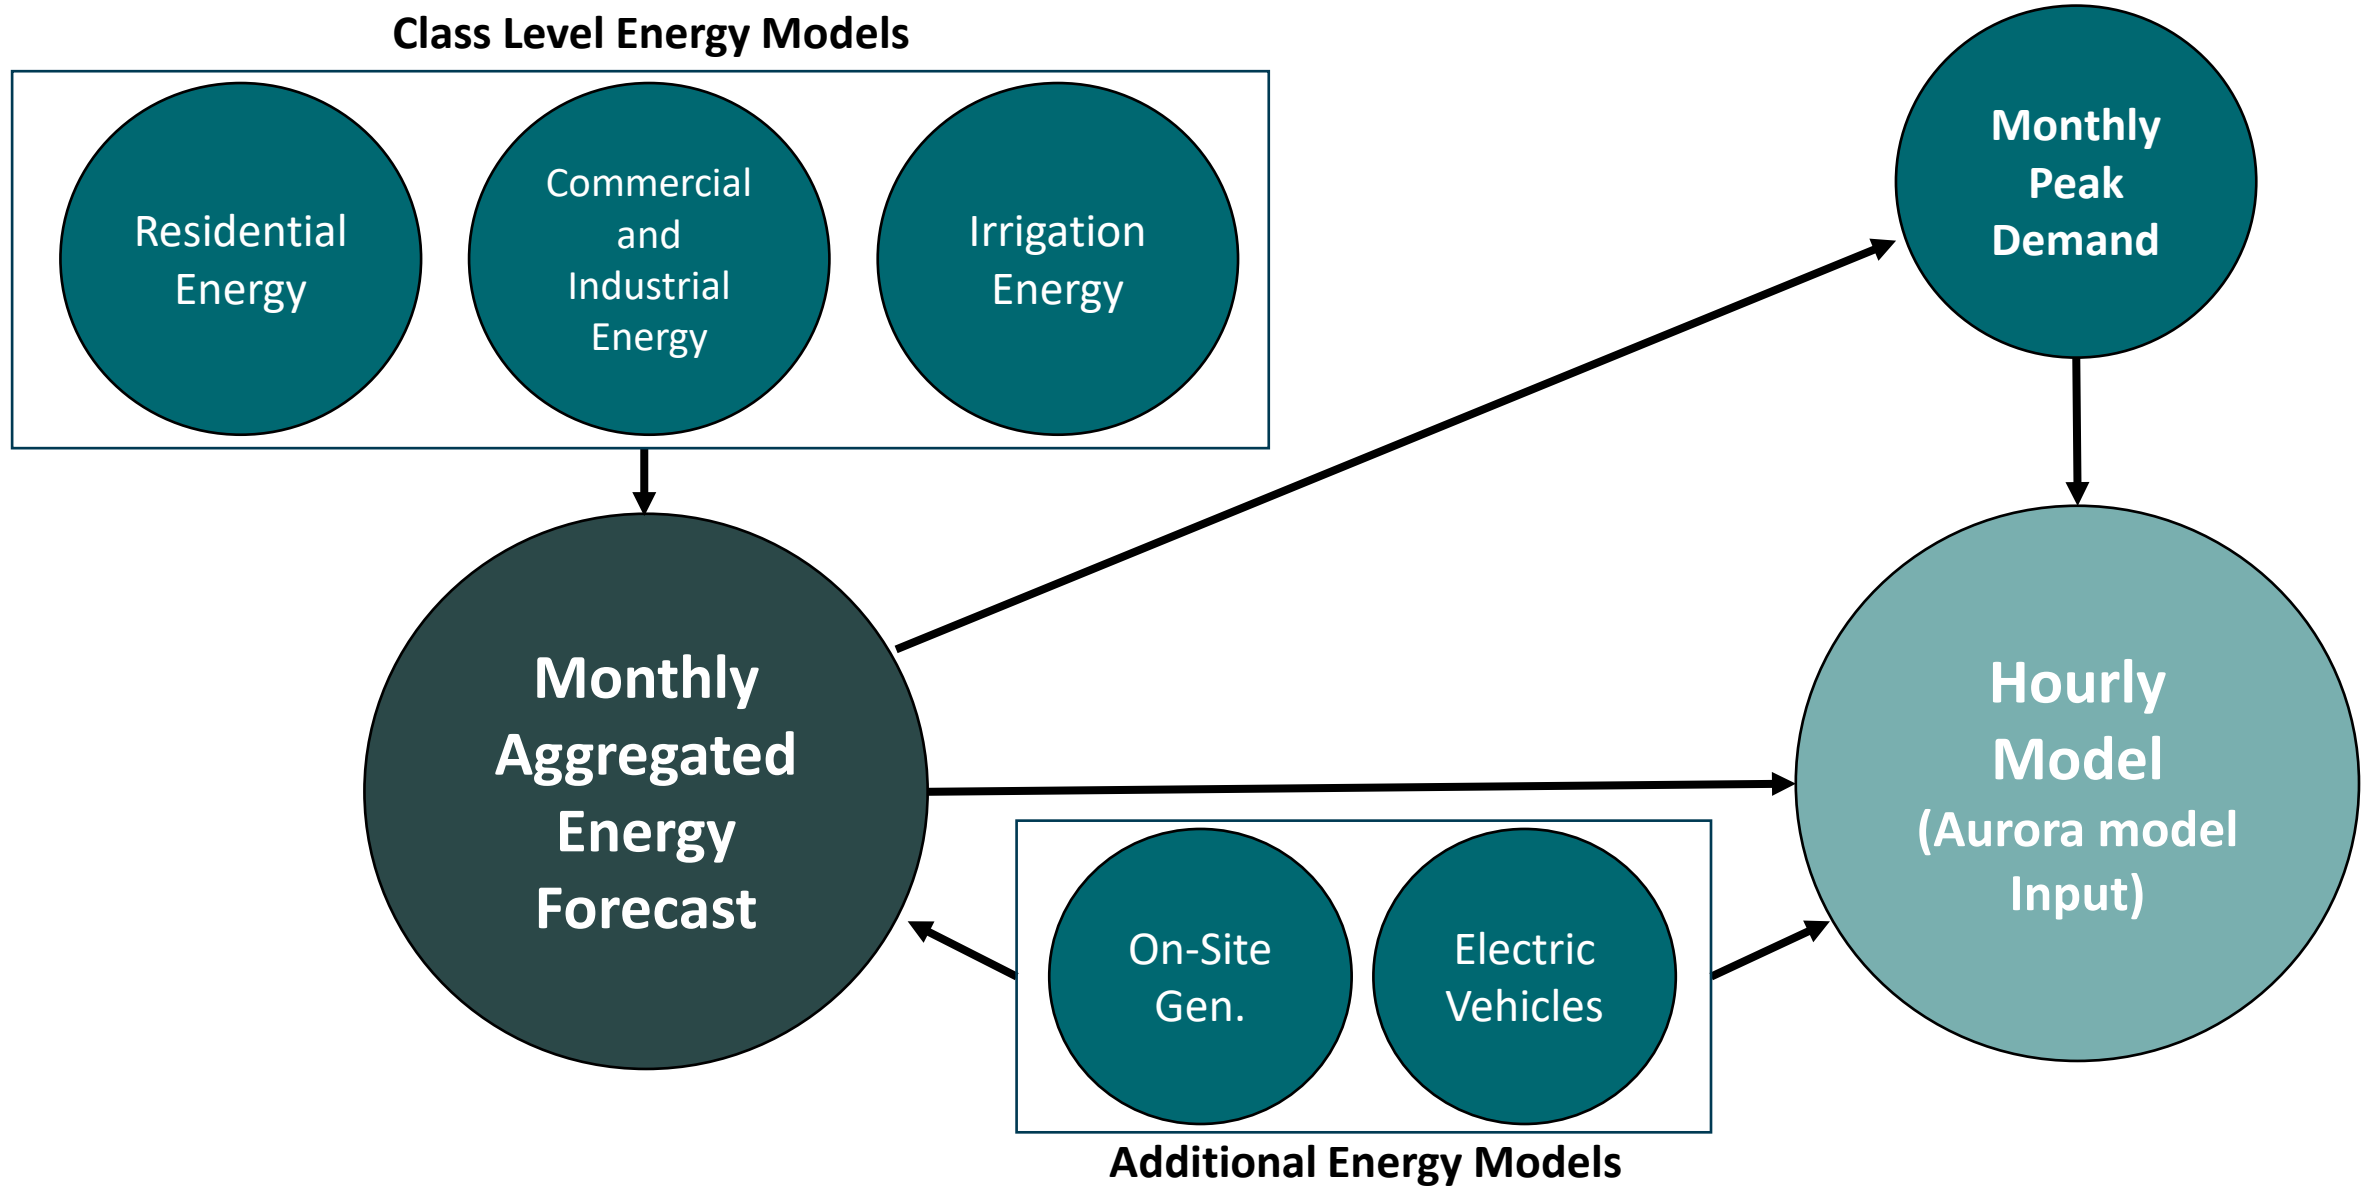 Class Level Energy Models
Residential
Energy
Commercial
and
Industrial
Energy
Irrigation
Energy
Monthly
Peak
Demand
Monthly
Aggregated
Energy
Forecast
Hourly
Model
(Aurora model
Input)
On-Site
Gen.
Electric
Vehicles
Additional Energy Models